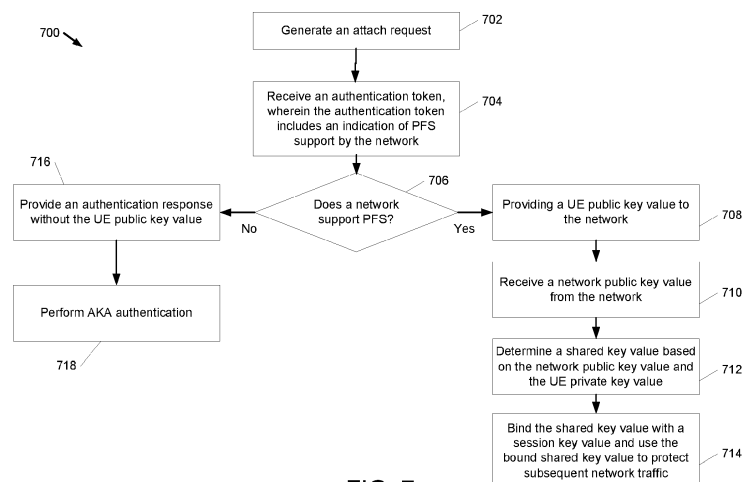 700
Generate an attach request
702
Receive an authentication token,
wherein the authentication token
includes an indication of PFS
support by the network
704
706
Does a network
support PFS?
No
Yes
716
Provide an authentication response
without the UE public key value
Perform AKA authentication
718
Providing a UE public key value to
the network
708
Receive a network public key value
from the network
710
Determine a shared key value based
on the network public key value and
the UE private key value
712
Bind the shared key value with a
session key value and use the
bound shared key value to protect
subsequent network traffic
714